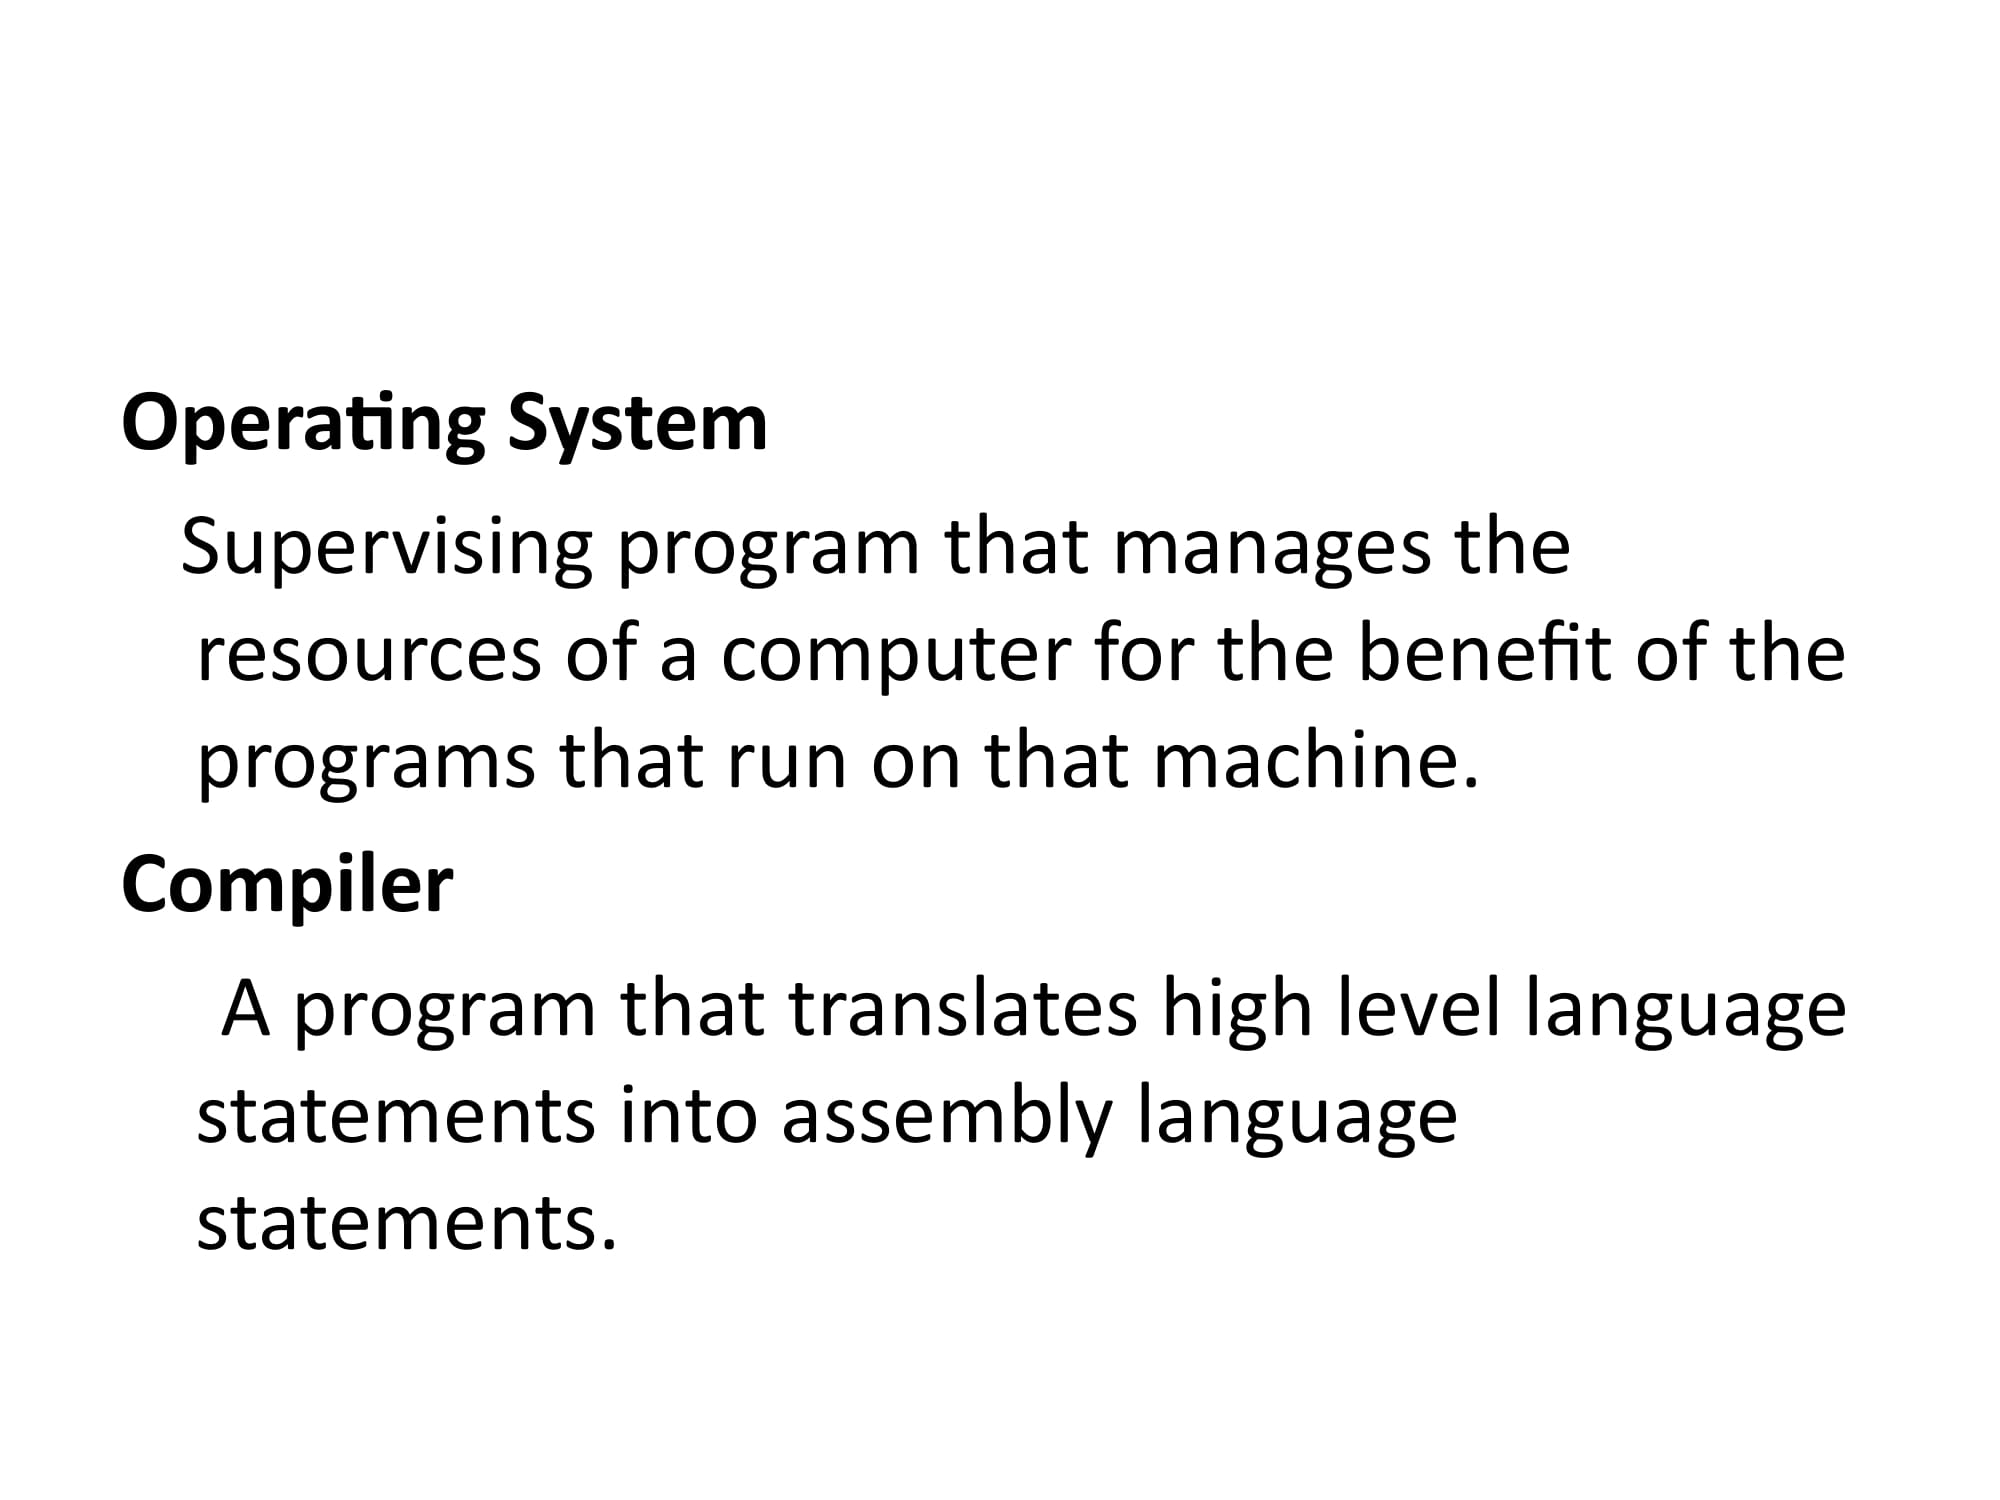 Operating System
Supervising program that manages the
resources of a computer for the benefit of the
programs that run on that machine.
Compiler
A program that translates high level language
statements into assembly language
statements.